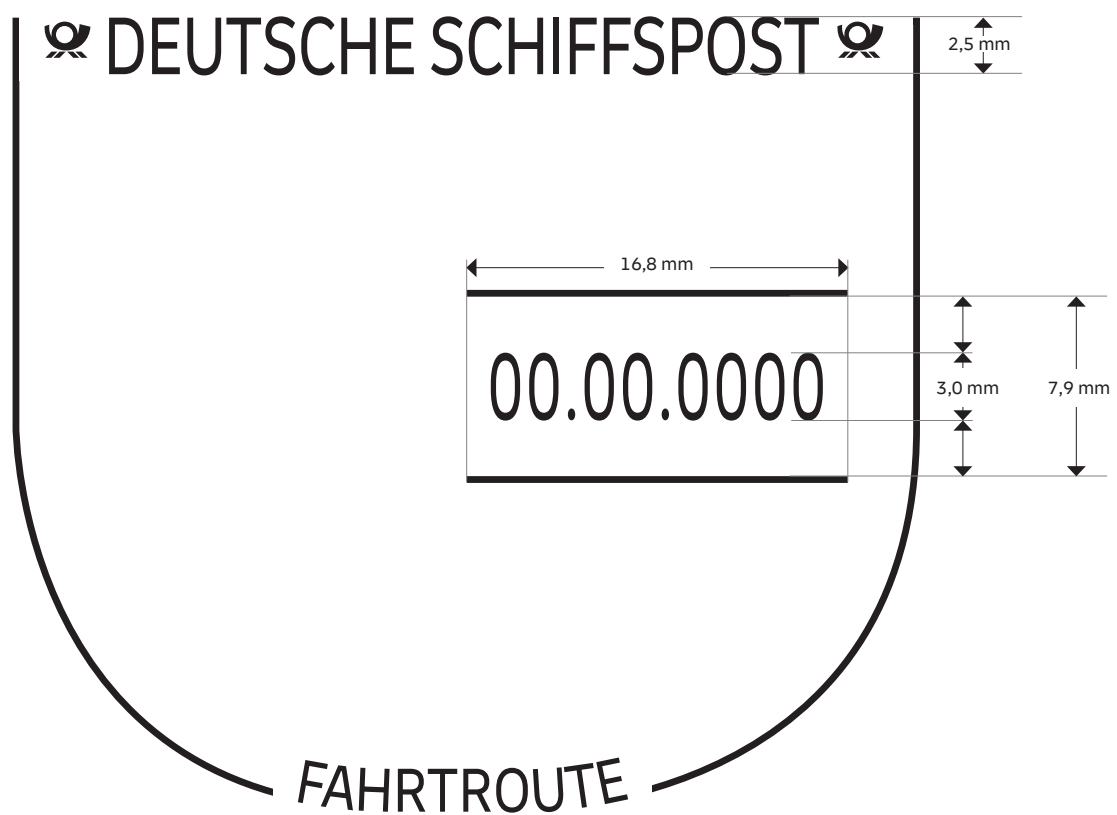 DEUTSCHE SCHIFFSPOST
2,5 mm
16,8 mm
00.00.0000
3,0 mm
7,9 mm
FAHRTROUTE